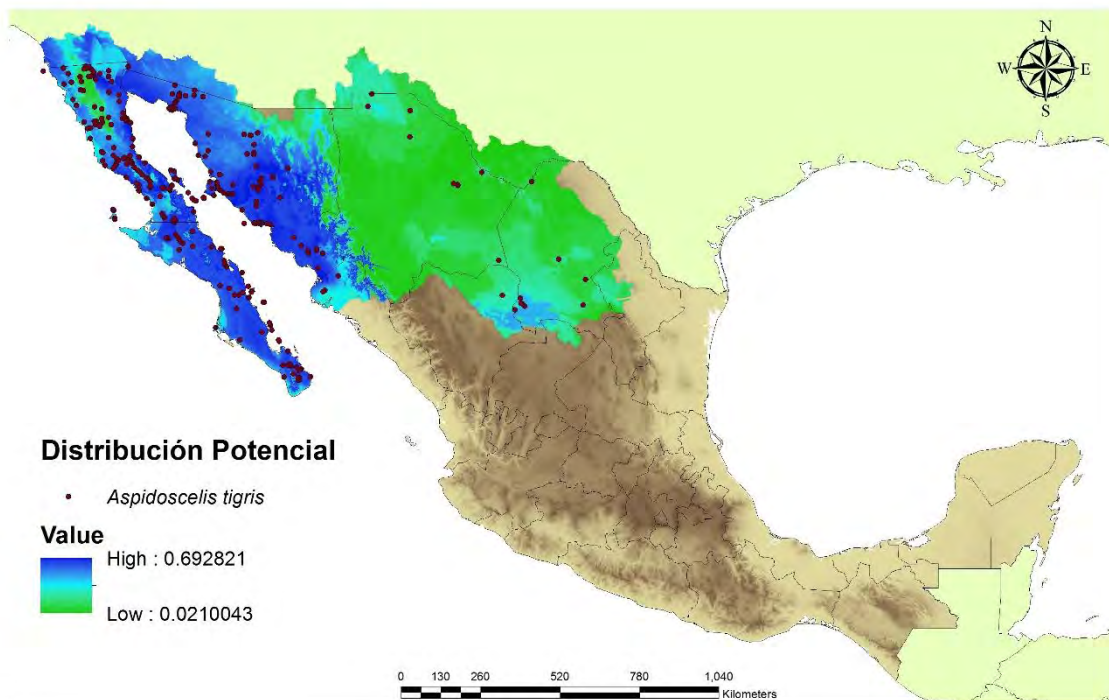 N
W E
S
Distribución Potencial
Aspidoscelis tigris
Value
High : 0.692821
Low : 0.0210043
0 130 260 520 780 1,040
Kilometers